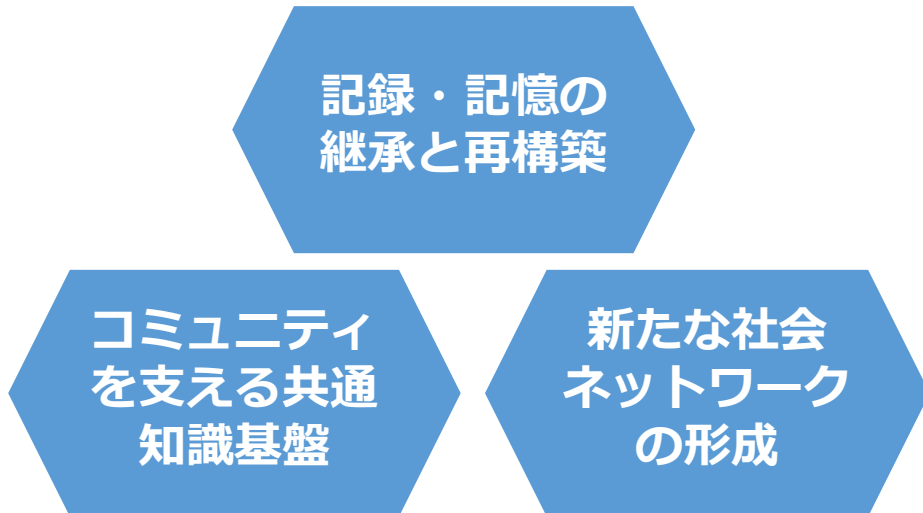 記録・記憶の
継承と再構築
コミュニティ
を支える共通
知識基盤
新たな社会
ネットワーク
の形成